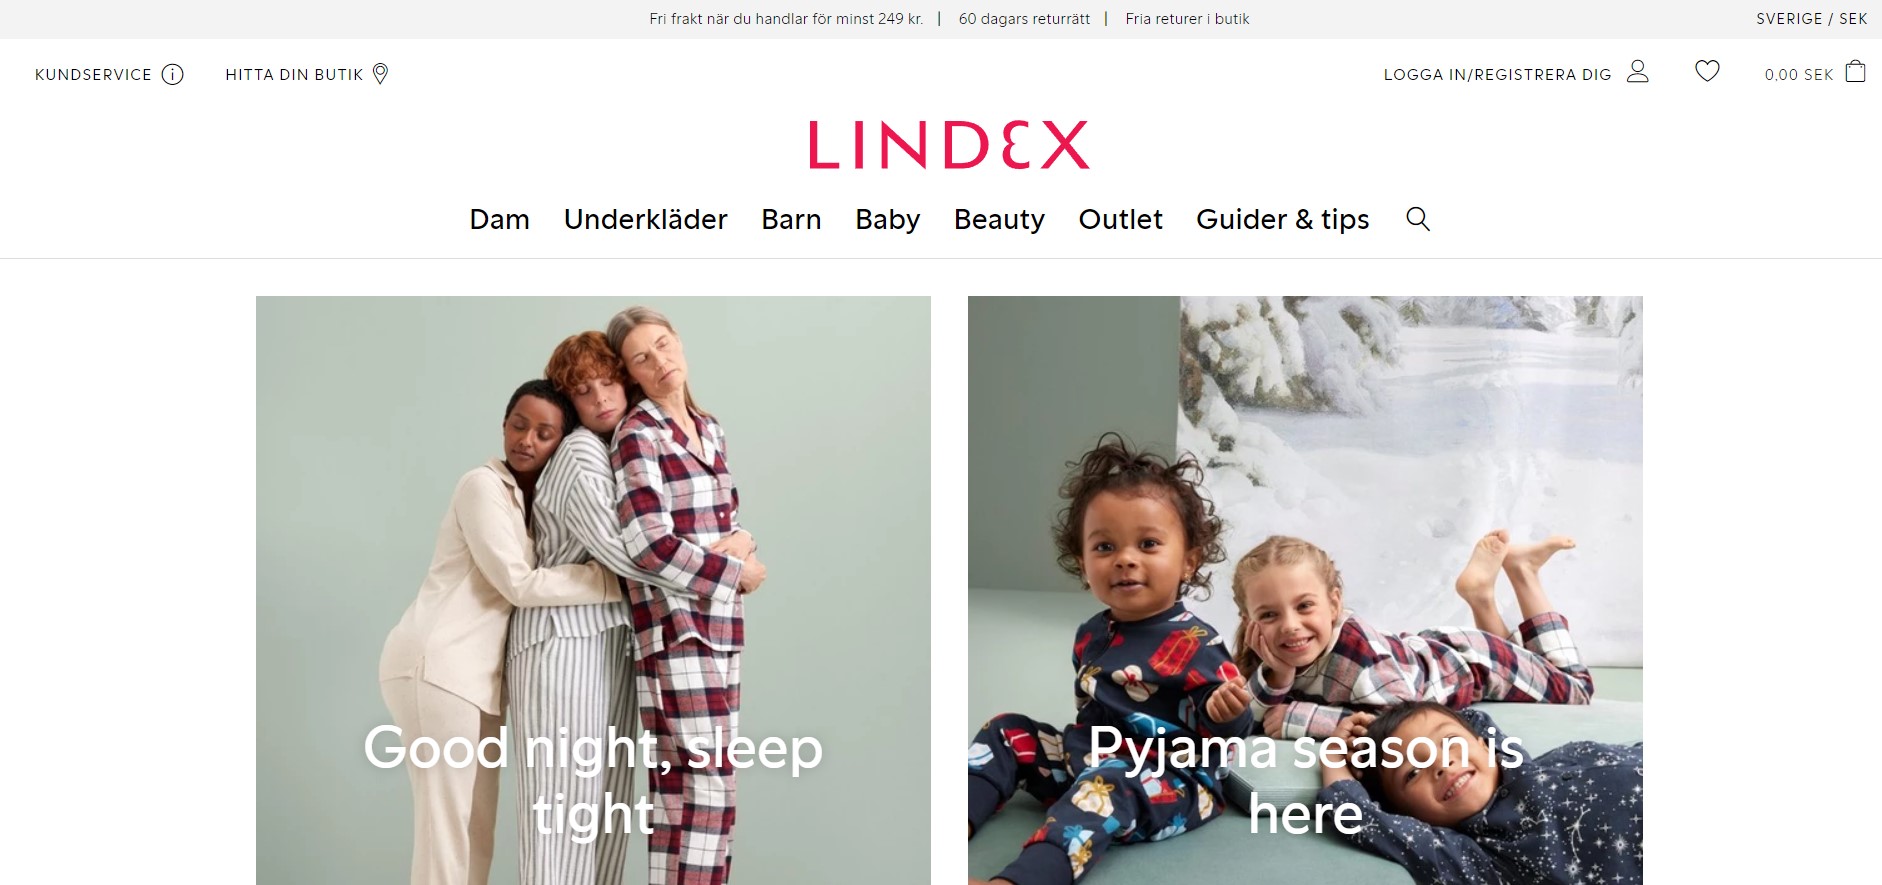 Fri frakt när du handlar för minst 249 kr. | 60 dagars returrätt | Fria returer i butik
SVERIGE / SEK
KUNDSERVICE
HITTA DIN BUTIK
LOGGA IN/REGISTRERA DIG
0,00 SEK
LINDEX
Dam Underkläder Barn Baby Beauty Outlet Guider & tips
Good night, sleep
tight
Pyjama season is
here